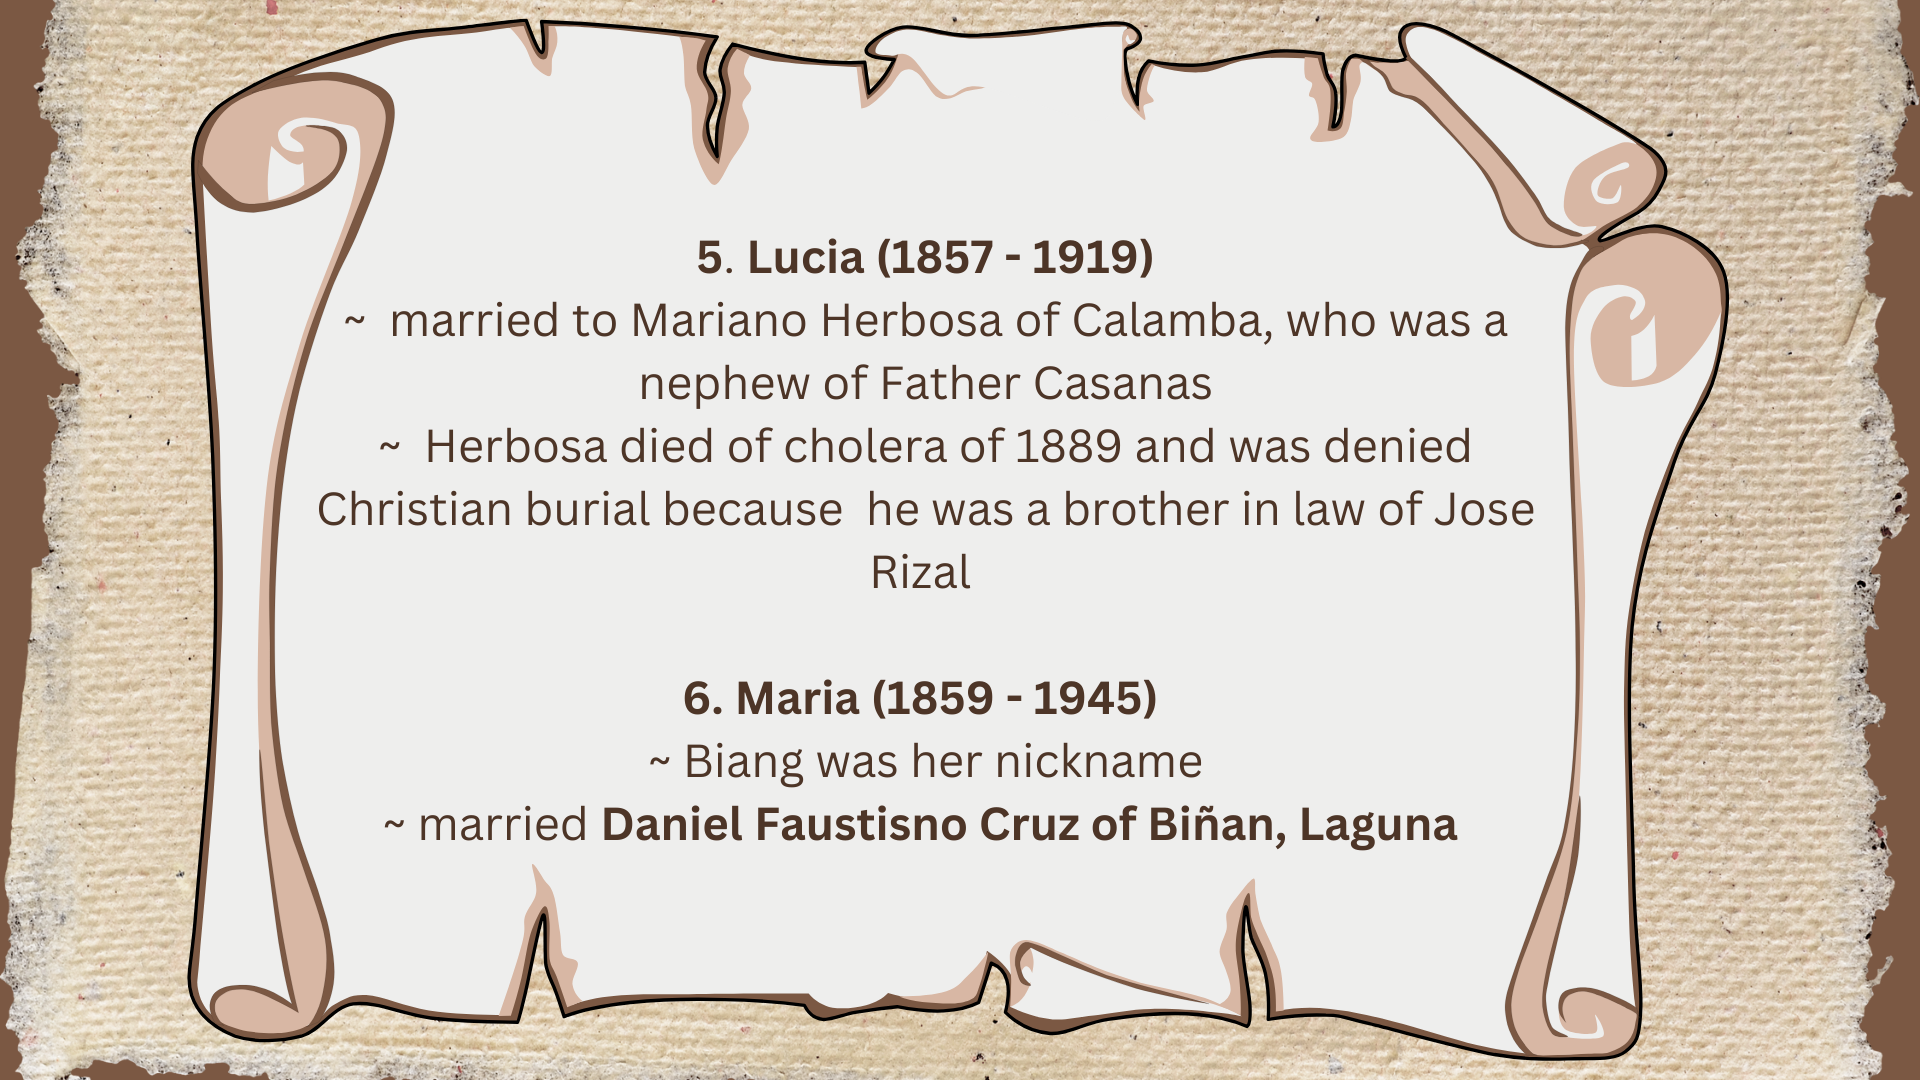 5. Lucia (1857 - 1919)
~ married to Mariano Herbosa of Calamba, who was a
nephew of Father Casanas
~ Herbosa died of cholera of 1889 and was denied
Christian burial because he was a brother in law of Jose
Rizal
6. Maria (1859 - 1945)
~ Biang was her nickname
~ married Daniel Faustisno Cruz of Biñan, Laguna